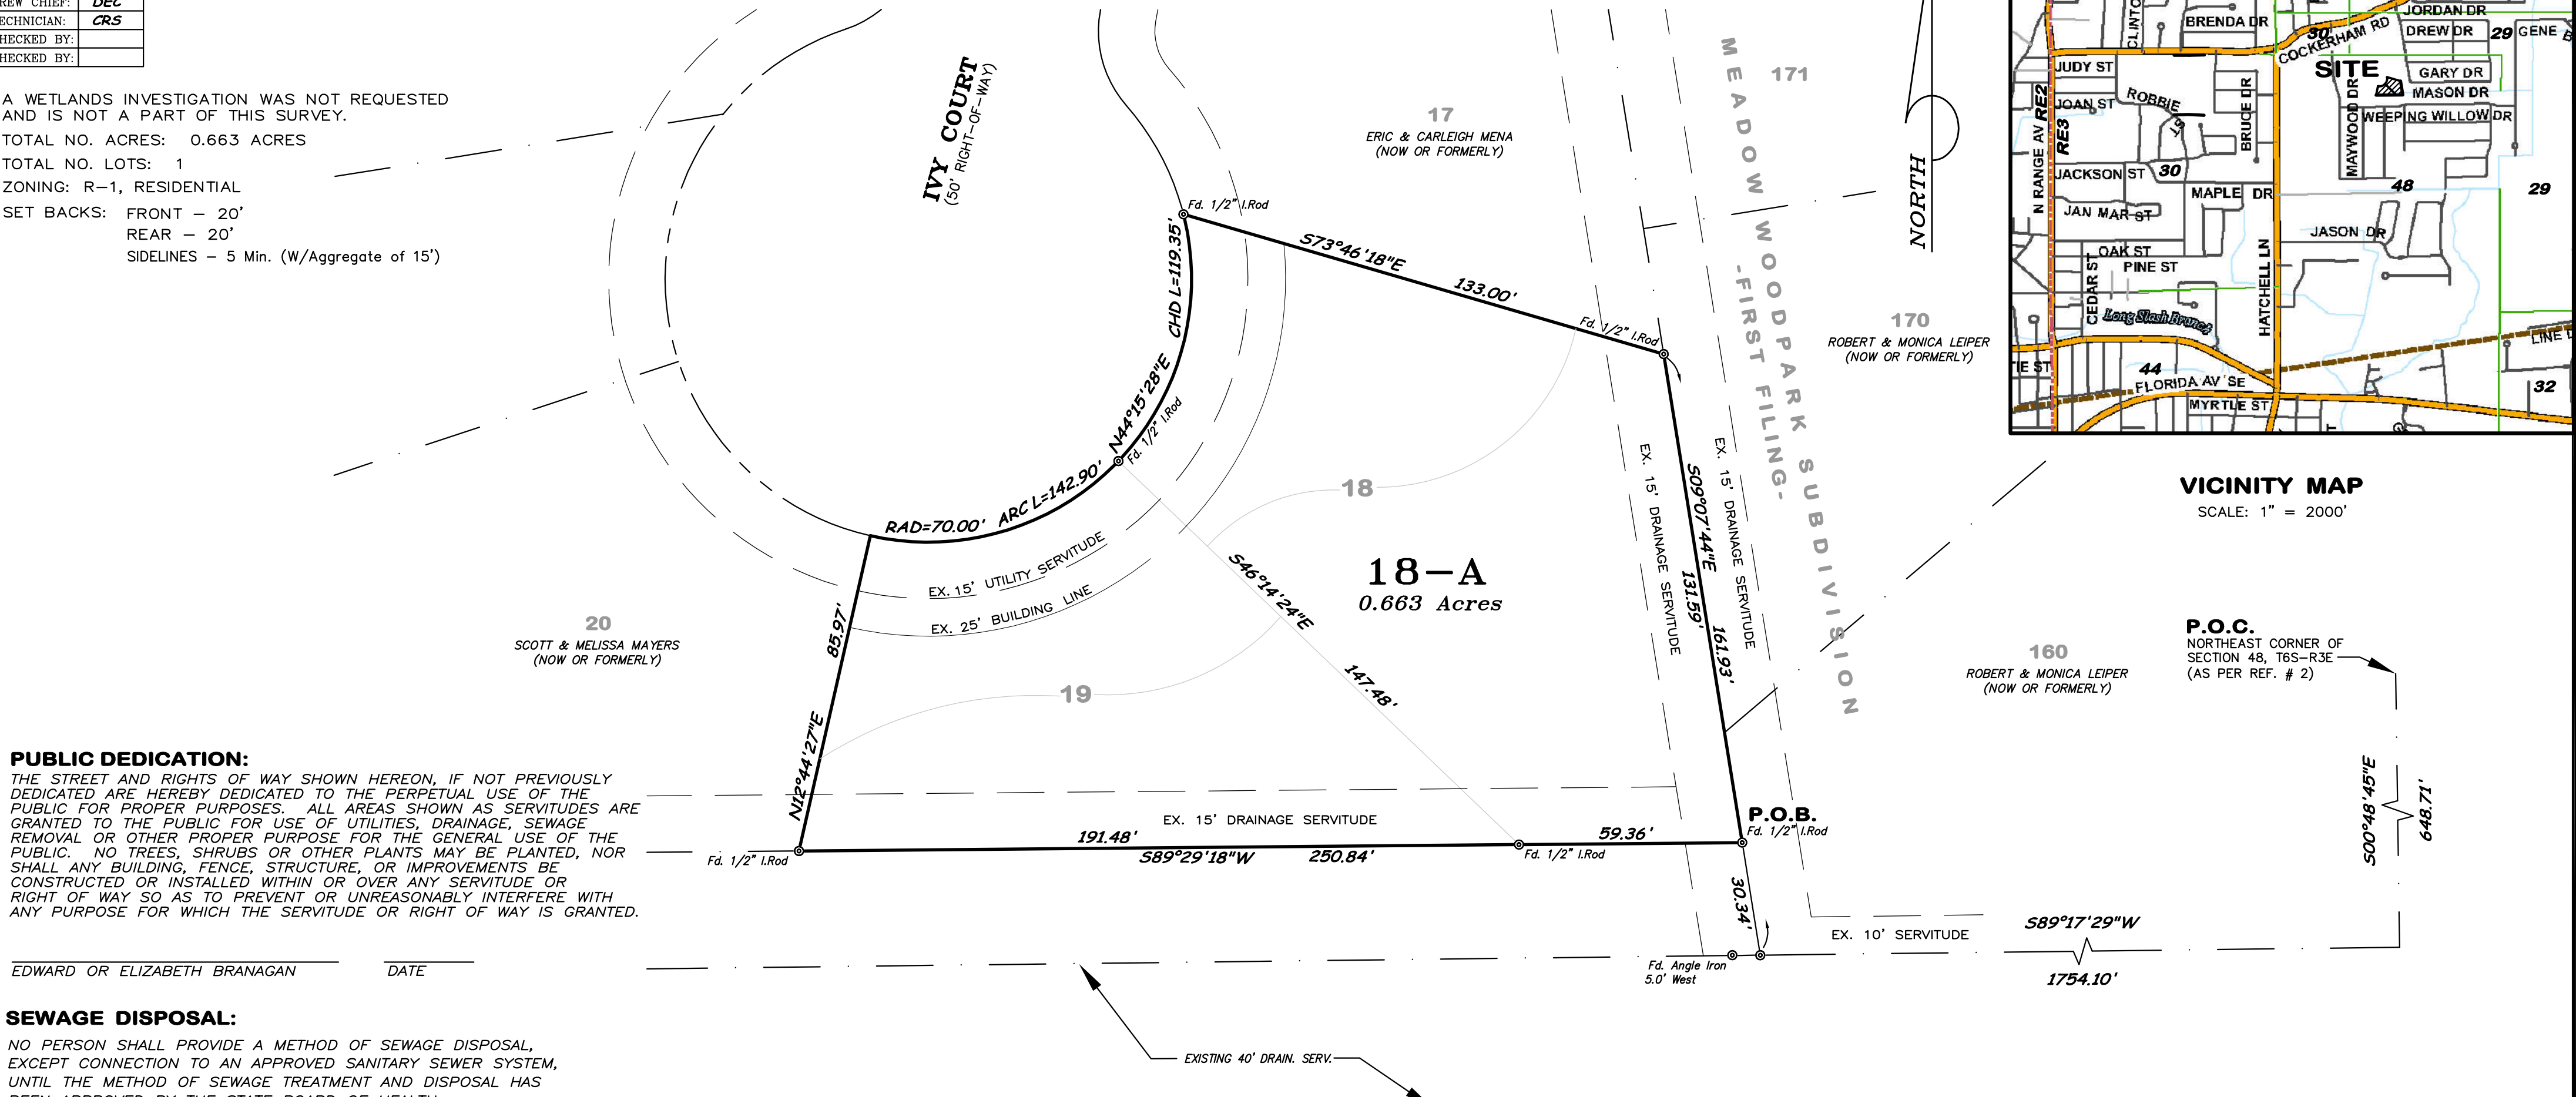 DEC
TECHNICIAN: CRS
CHECKED BY:
CHECKED BY:
A WETLANDS INVESTIGATION WAS NOT REQUESTED
AND IS NOT A PART OF THIS SURVEY.
TOTAL NO. ACRES: 0.663 ACRES
TOTAL NO. LOTS: 1
ZONING: R-1, RESIDENTIAL
SET BACKS: FRONT - 20'
REAR - 20'
SIDELINES - 5 Min. (W/Aggregate of 15')
IVY COURT
(50' RIGHT-OF-WAY)
17
ERIC & CARLEIGH MENA
(NOW OR FORMERLY)
171
MEADOW WOODPARK SUBDIVISION
-FIRST FILING-
NORTH
Fd. 1/2" I.Rod
S73°46'18"E
133.00'
Fd. 1/2" I.Rod
N44°15'28"E CHD L=119.35'
Fd. 1/2" I.Rod
RAD=70.00' ARC L=142.90'
170
ROBERT & MONICA LEIPER
(NOW OR FORMERLY)
18
EX. 15' DRAINAGE SERVITUDE
S09°07'44"E
131.59'
161.93'
EX. 15' DRAINAGE SERVITUDE
18-A
0.663 Acres
S46°14'24"E
147.48'
EX. 15' UTILITY SERVITUDE
EX. 25' BUILDING LINE
20
SCOTT & MELISSA MAYERS
(NOW OR FORMERLY)
N12°44'27"E
85.97'
19
160
ROBERT & MONICA LEIPER
(NOW OR FORMERLY)
P.O.C.
NORTHEAST CORNER OF
SECTION 48, T6S-R3E
(AS PER REF. # 2)
S00°48'45"E
648.71'
P.O.B.
Fd. 1/2" I.Rod
EX. 15' DRAINAGE SERVITUDE
191.48'
59.36'
Fd. 1/2" I.Rod
S89°29'18"W
250.84'
Fd. 1/2" I.Rod
30.34'
EX. 10' SERVITUDE
S89°17'29"W
1754.10'
Fd. Angle Iron
5.0' West
EXISTING 40' DRAIN. SERV.
PUBLIC DEDICATION:
THE STREET AND RIGHTS OF WAY SHOWN HEREON, IF NOT PREVIOUSLY
DEDICATED ARE HEREBY DEDICATED TO THE PERPETUAL USE OF THE
PUBLIC FOR PROPER PURPOSES. ALL AREAS SHOWN AS SERVITUDES ARE
GRANTED TO THE PUBLIC FOR USE OF UTILITIES, DRAINAGE, SEWAGE
REMOVAL OR OTHER PROPER PURPOSE FOR THE GENERAL USE OF THE
PUBLIC. NO TREES, SHRUBS OR OTHER PLANTS MAY BE PLANTED, NOR
SHALL ANY BUILDING, FENCE, STRUCTURE, OR IMPROVEMENTS BE
CONSTRUCTED OR INSTALLED WITHIN OR OVER ANY SERVITUDE OR
RIGHT OF WAY SO AS TO PREVENT OR UNREASONABLY INTERFERE WITH
ANY PURPOSE FOR WHICH THE SERVITUDE OR RIGHT OF WAY IS GRANTED.
EDWARD OR ELIZABETH BRANAGAN DATE
SEWAGE DISPOSAL:
NO PERSON SHALL PROVIDE A METHOD OF SEWAGE DISPOSAL,
EXCEPT CONNECTION TO AN APPROVED SANITARY SEWER SYSTEM,
UNTIL THE METHOD OF SEWAGE TREATMENT AND DISPOSAL HAS
BEEN APPROVED BY THE STATE BOARD OF HEALTH
BRENDA DR
JORDAN DR
COCKERHAM RD
30
DREW DR
29
GENE
JUDY ST
SITE
GARY DR
MASON DR
JOAN ST
ROBBIE ST
BRUCE DR
MAYWOOD DR
WEEPING WILLOW DR
N RANGE AV
RE2
RE3
JACKSON ST
30
MAPLE DR
48
29
JAN MAR ST
JASON DR
OAK ST
PINE ST
CEDAR ST
HATCHELL LN
Long Slash Branch
44
FLORIDA AV SE
MYRTLE ST
32
VICINITY MAP
SCALE: 1" = 2000'